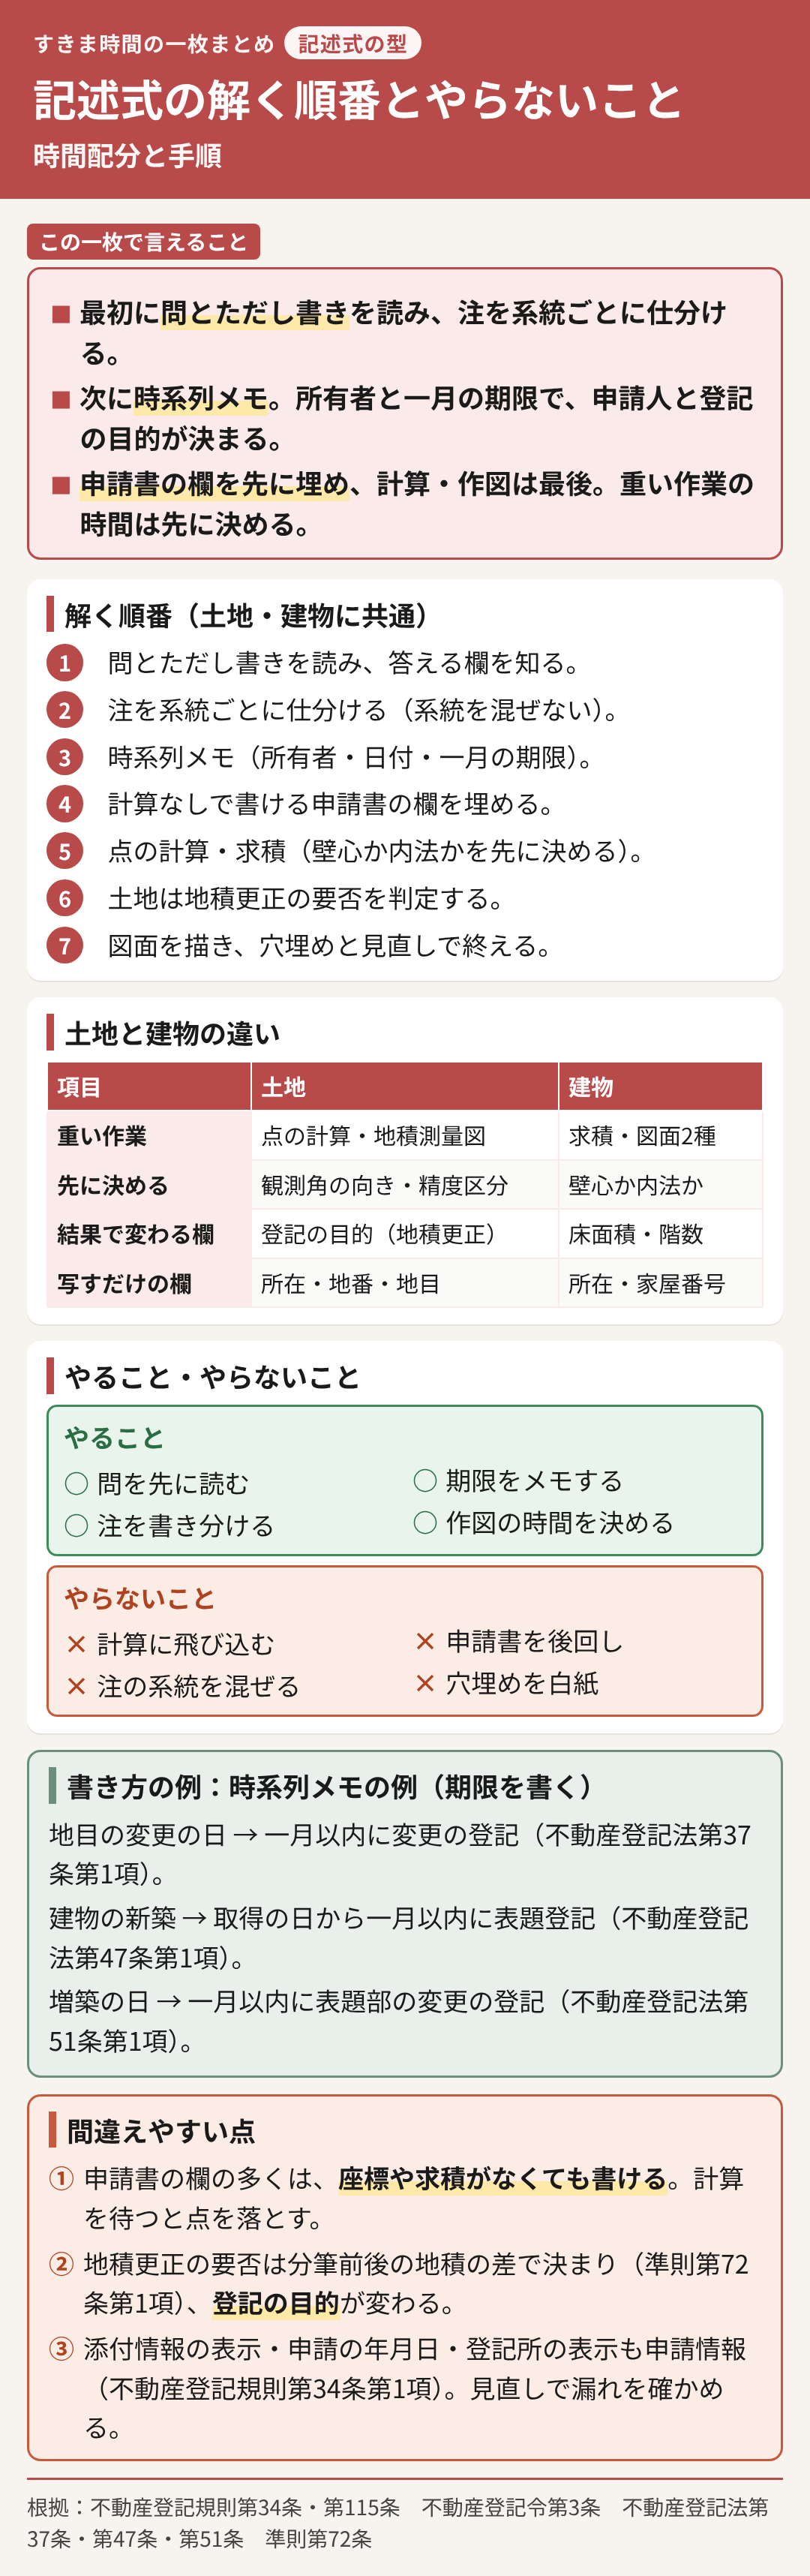 すきま時間の一枚まとめ 記述式の型
記述式の解く順番とやらないこと
時間配分と手順
この一枚で言えること
■ 最初に問とただし書きを読み、注を系統ごとに仕分け
る。
■ 次に時系列メモ。所有者と一月の期限で、申請人と登記
の目的が決まる。
■ 申請書の欄を先に埋め、計算・作図は最後。重い作業の
時間は先に決める。
解く順番（土地・建物に共通）
1 問とただし書きを読み、答える欄を知る。
2 注を系統ごとに仕分ける（系統を混ぜない）。
3 時系列メモ（所有者・日付・一月の期限）。
4 計算なしで書ける申請書の欄を埋める。
5 点の計算・求積（壁心か内法かを先に決める）。
6 土地は地積更正の要否を判定する。
7 図面を描き、穴埋めと見直しで終える。
土地と建物の違い
項目 土地 建物
重い作業 点の計算・地積測量図 求積・図面2種
先に決める 観測角の向き・精度区分 壁心か内法か
結果で変わる欄 登記の目的（地積更正） 床面積・階数
写すだけの欄 所在・地番・地目 所在・家屋番号
やること・やらないこと
やること
○ 問を先に読む ○ 期限をメモする
○ 注を書き分ける ○ 作図の時間を決める
やらないこと
× 計算に飛び込む × 申請書を後回し
× 注の系統を混ぜる × 穴埋めを白紙
書き方の例：時系列メモの例（期限を書く）
地目の変更の日 → 一月以内に変更の登記（不動産登記法第37
条第1項）。
建物の新築 → 取得の日から一月以内に表題登記（不動産登記
法第47条第1項）。
増築の日 → 一月以内に表題部の変更の登記（不動産登記法第
51条第1項）。
間違えやすい点
① 申請書の欄の多くは、座標や求積がなくても書ける。計算
を待つと点を落とす。
② 地積更正の要否は分筆前後の地積の差で決まり（準則第72
条第1項）、登記の目的が変わる。
③ 添付情報の表示・申請の年月日・登記所の表示も申請情報
（不動産登記規則第34条第1項）。見直しで漏れを確かめ
る。
根拠：不動産登記規則第34条・第115条　不動産登記令第3条　不動産登記法第
37条・第47条・第51条　準則第72条